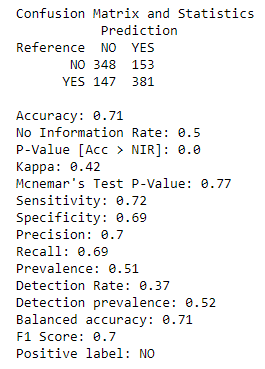 Confusion Matrix and Statistics
Prediction
Reference NO YES
NO 348 153
YES 147 381
Accuracy: 0.71
No Information Rate: 0.5
P-Value [Acc > NIR]: 0.0
Kappa: 0.42
Mcnemar's Test P-Value: 0.77
Sensitivity: 0.72
Specificity: 0.69
Precision: 0.7
Recall: 0.69
Prevalence: 0.51
Detection Rate: 0.37
Detection prevalence: 0.52
Balanced accuracy: 0.71
F1 Score: 0.7
Positive label: NO